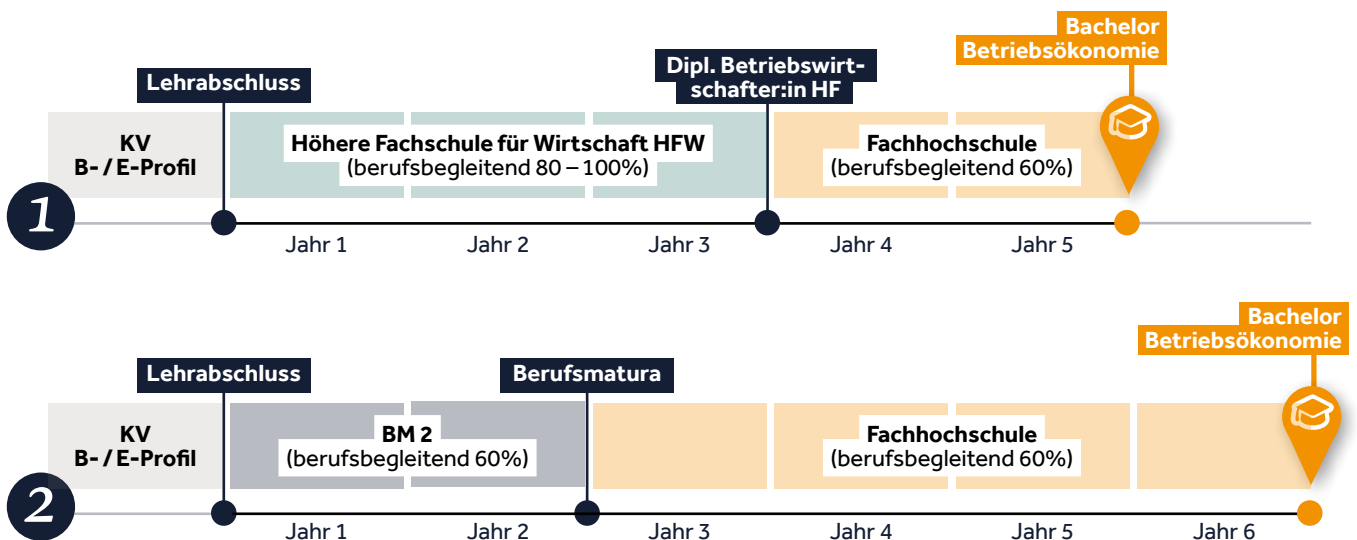 Bachelor
Betriebsökonomie
Lehrabschluss
Dipl. Betriebswirt-
schafter:in HF
KV
B- / E-Profil
Höhere Fachschule für Wirtschaft HFW
(berufsbegleitend 80 – 100%)
Fachhochschule
(berufsbegleitend 60%)
1
Jahr 1
Jahr 2
Jahr 3
Jahr 4
Jahr 5
Bachelor
Betriebsökonomie
Lehrabschluss
Berufsmatura
KV
B- / E-Profil
BM 2
(berufsbegleitend 60%)
Fachhochschule
(berufsbegleitend 60%)
2
Jahr 1
Jahr 2
Jahr 3
Jahr 4
Jahr 5
Jahr 6